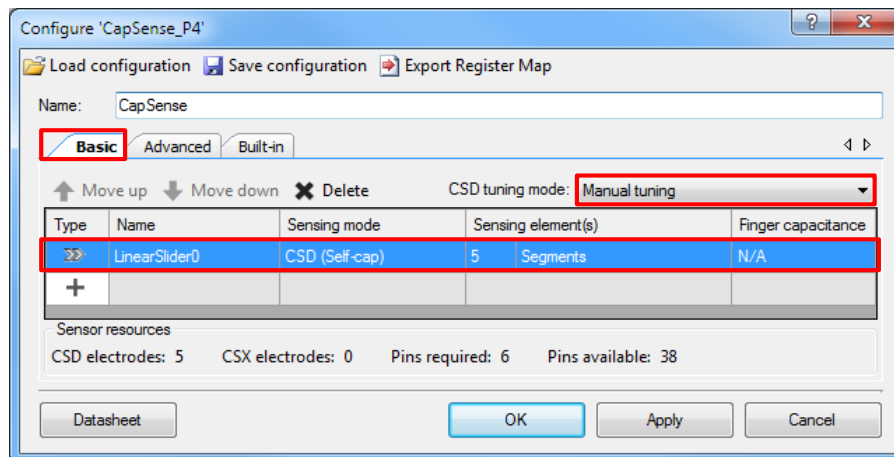 Configure 'CapSense_P4'
Load configuration Save configuration Export Register Map
Name: CapSense
Basic Advanced Built-in
Move up Move down Delete CSD tuning mode: Manual tuning
Type Name Sensing mode Sensing element(s) Finger capacitance
LinearSlider0 CSD (Self-cap) 5 Segments N/A
Sensor resources
CSD electrodes: 5 CSX electrodes: 0 Pins required: 6 Pins available: 38
Datasheet OK Apply Cancel